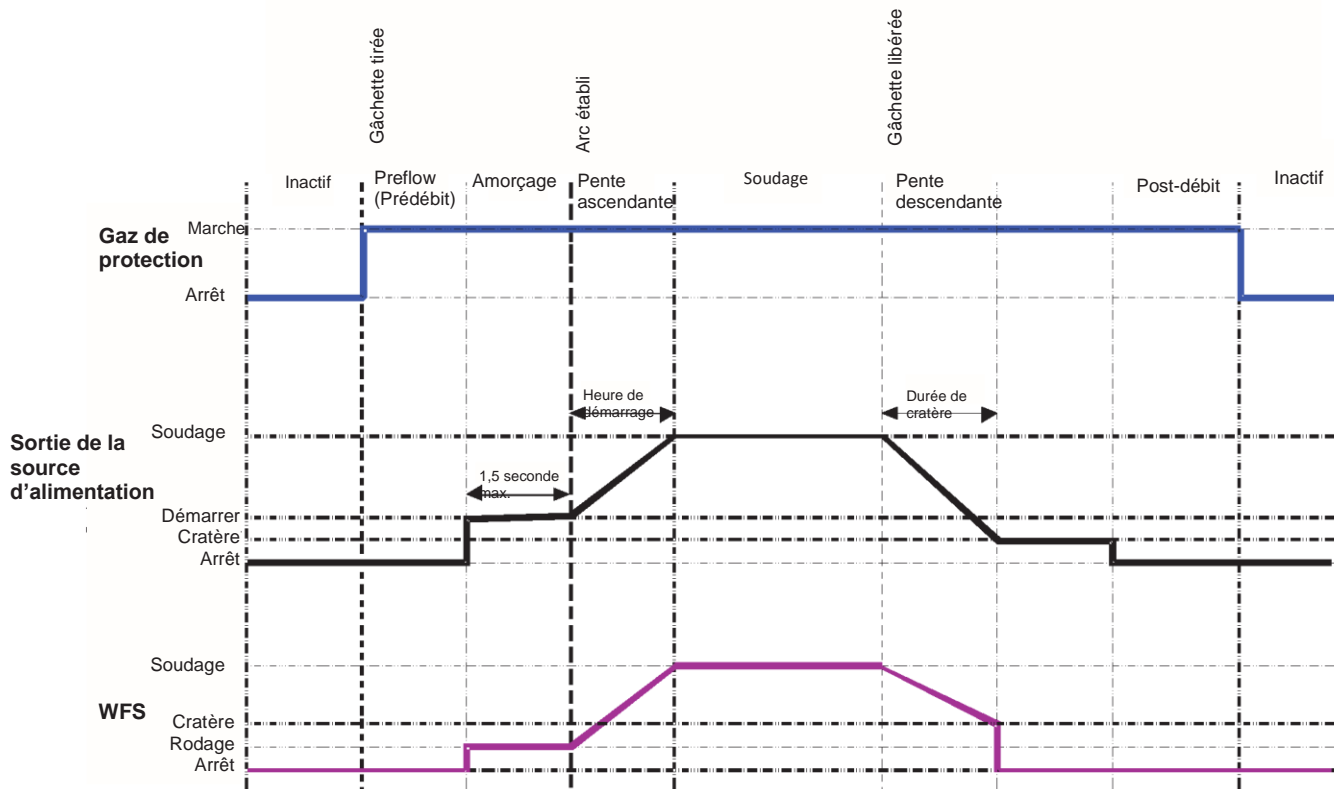 Gâchette tirée
Arc établi
Gâchette libérée
Inactif
Preflow
(Prédébit)
Amorçage
Pente
ascendante
Soudage
Pente
descendante
Post-débit
Inactif
Gaz de
protection
Marche
Arrêt
Heure de
démarrage
Durée de
cratère
Sortie de la
source
d'alimentation
Soudage
1,5 seconde
max.
Démarrer
Cratère
Arrêt
WFS
Soudage
Cratère
Rodage
Arrêt